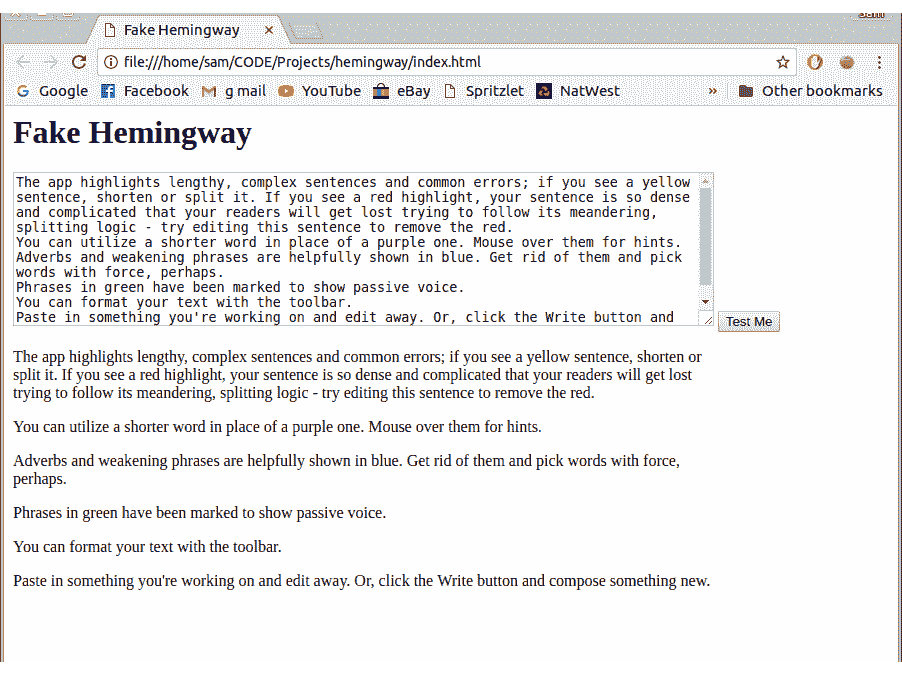 Sam
Fake Hemingway
file:///home/sam/CODE/Projects/hemingway/index.html
Google Facebook g mail YouTube eBay Spritzlet NatWest » Other bookmarks
Fake Hemingway
The app highlights lengthy, complex sentences and common errors; if you see a yellow
sentence, shorten or split it. If you see a red highlight, your sentence is so dense
and complicated that your readers will get lost trying to follow its meandering,
splitting logic - try editing this sentence to remove the red.
You can utilize a shorter word in place of a purple one. Mouse over them for hints.
Adverbs and weakening phrases are helpfully shown in blue. Get rid of them and pick
words with force, perhaps.
Phrases in green have been marked to show passive voice.
You can format your text with the toolbar.
Paste in something you're working on and edit away. Or, click the Write button and
Test Me
The app highlights lengthy, complex sentences and common errors; if you see a yellow sentence, shorten or
split it. If you see a red highlight, your sentence is so dense and complicated that your readers will get lost
trying to follow its meandering, splitting logic - try editing this sentence to remove the red.
You can utilize a shorter word in place of a purple one. Mouse over them for hints.
Adverbs and weakening phrases are helpfully shown in blue. Get rid of them and pick words with force,
perhaps.
Phrases in green have been marked to show passive voice.
You can format your text with the toolbar.
Paste in something you're working on and edit away. Or, click the Write button and compose something new.